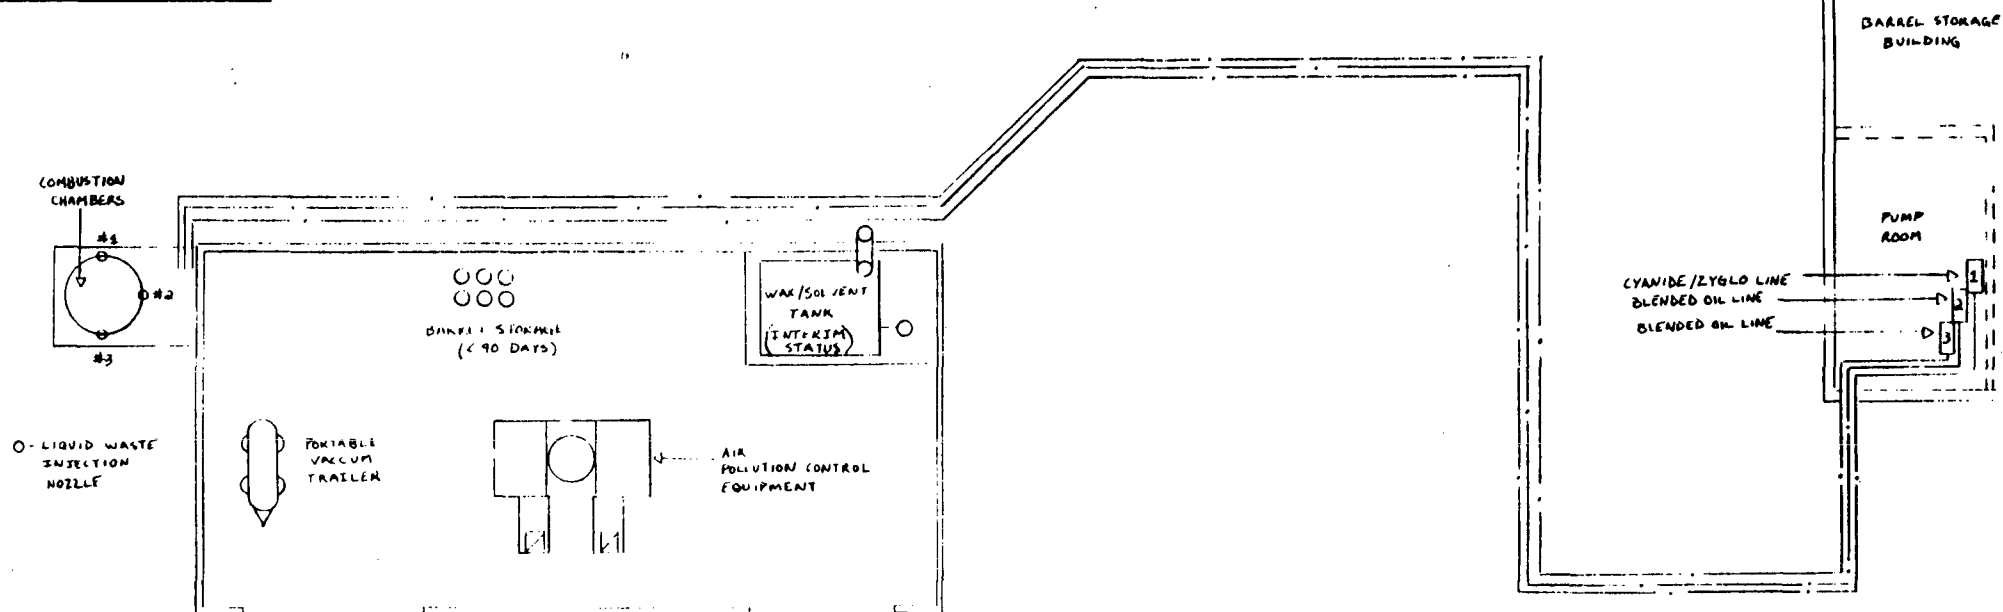 BARREL STORAGE
BUILDING
COMBUSTION
CHAMBERS
#1
#2
#3
PUMP
ROOM
CYANIDE/ZYGLO LINE
BLENDED OIL LINE
BLENDED OIL LINE
1
2
3
WAX/SOLVENT
TANK
(INTERIM
STATUS)
BARREL STORAGE
(< 90 DAYS)
O - LIQUID WASTE
INJECTION
NOZZLE
PORTABLE
VACCUM
TRAILER
AIR
POLLUTION CONTROL
EQUIPMENT